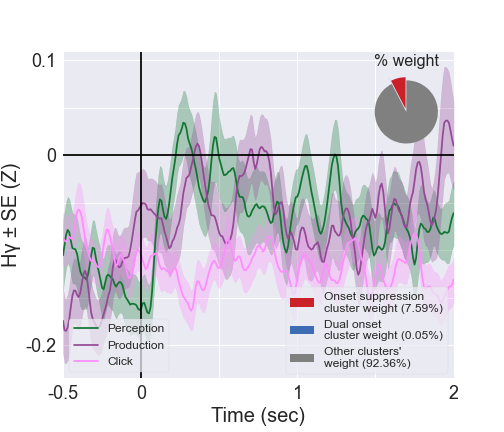 % weight
0.1
0
-0.2
Hγ ± SE (Z)
Perception
Production
Click
Onset suppression
cluster weight (7.59%)
Dual onset
cluster weight (0.05%)
Other clusters'
weight (92.36%)
-0.5
0
1
2
Time (sec)